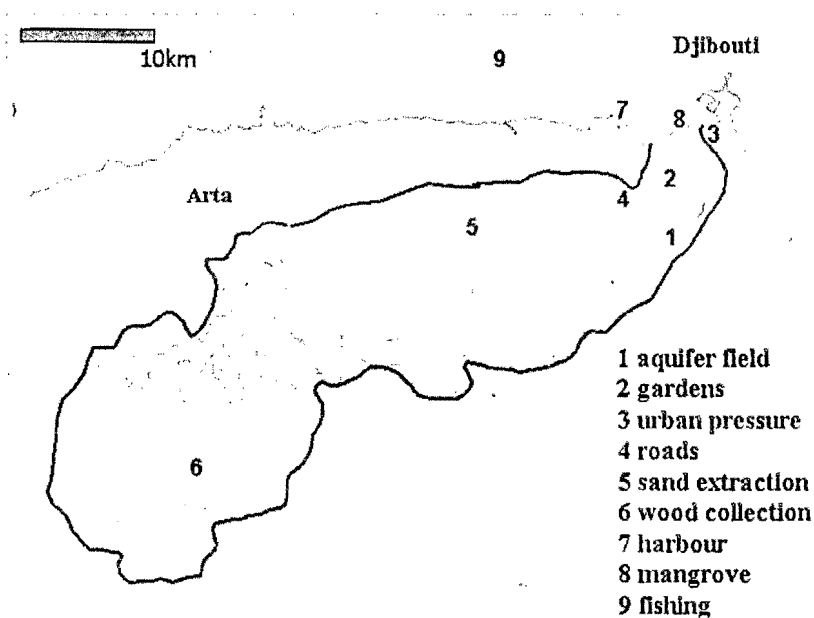 Djibouti
10km
9
7
8
3
2
Arta
4
5
1
6
1 aquifer field
2 gardens
3 urban pressure
4 roads
5 sand extraction
6 wood collection
7 harbour
8 mangrove
9 fishing